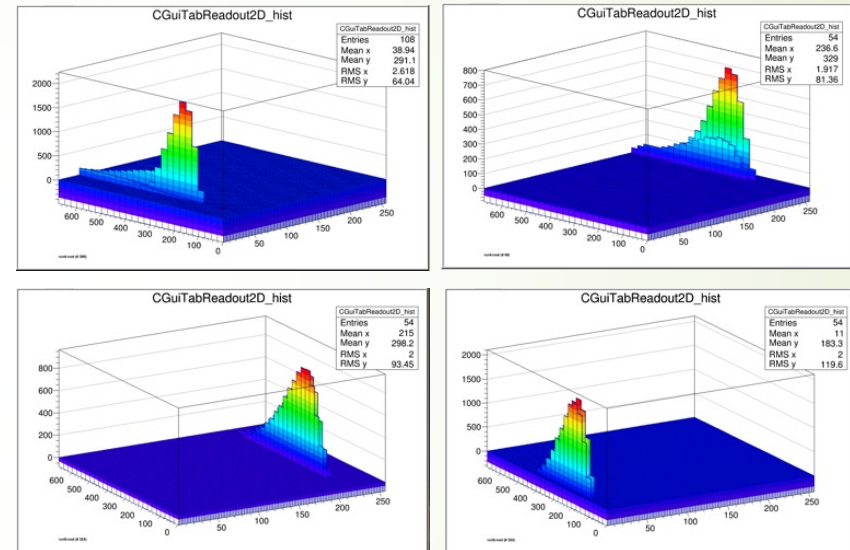 CGuiTabReadout2D_hist
CGuiTabReadout2D_hist
Entries 108
Mean x 38.94
Mean y 291.1
RMS x 2.618
RMS y 64.04
2000
1500
1000
500
0
600
500
400
300
200
100
0
50
100
150
200
250
CGuiTabReadout2D_hist
CGuiTabReadout2D_hist
Entries 54
Mean x 236.6
Mean y 329
RMS x 1.917
RMS y 81.36
800
700
600
500
400
300
200
100
0
600
500
400
300
200
100
0
50
100
150
200
250
CGuiTabReadout2D_hist
CGuiTabReadout2D_hist
Entries 54
Mean x 215
Mean y 298.2
RMS x 2
RMS y 93.45
800
600
400
200
0
600
500
400
300
200
100
0
50
100
150
200
250
CGuiTabReadout2D_hist
CGuiTabReadout2D_hist
Entries 54
Mean x 11
Mean y 183.3
RMS x 2
RMS y 119.6
2000
1500
1000
500
0
600
500
400
300
200
100
0
50
100
150
200
250